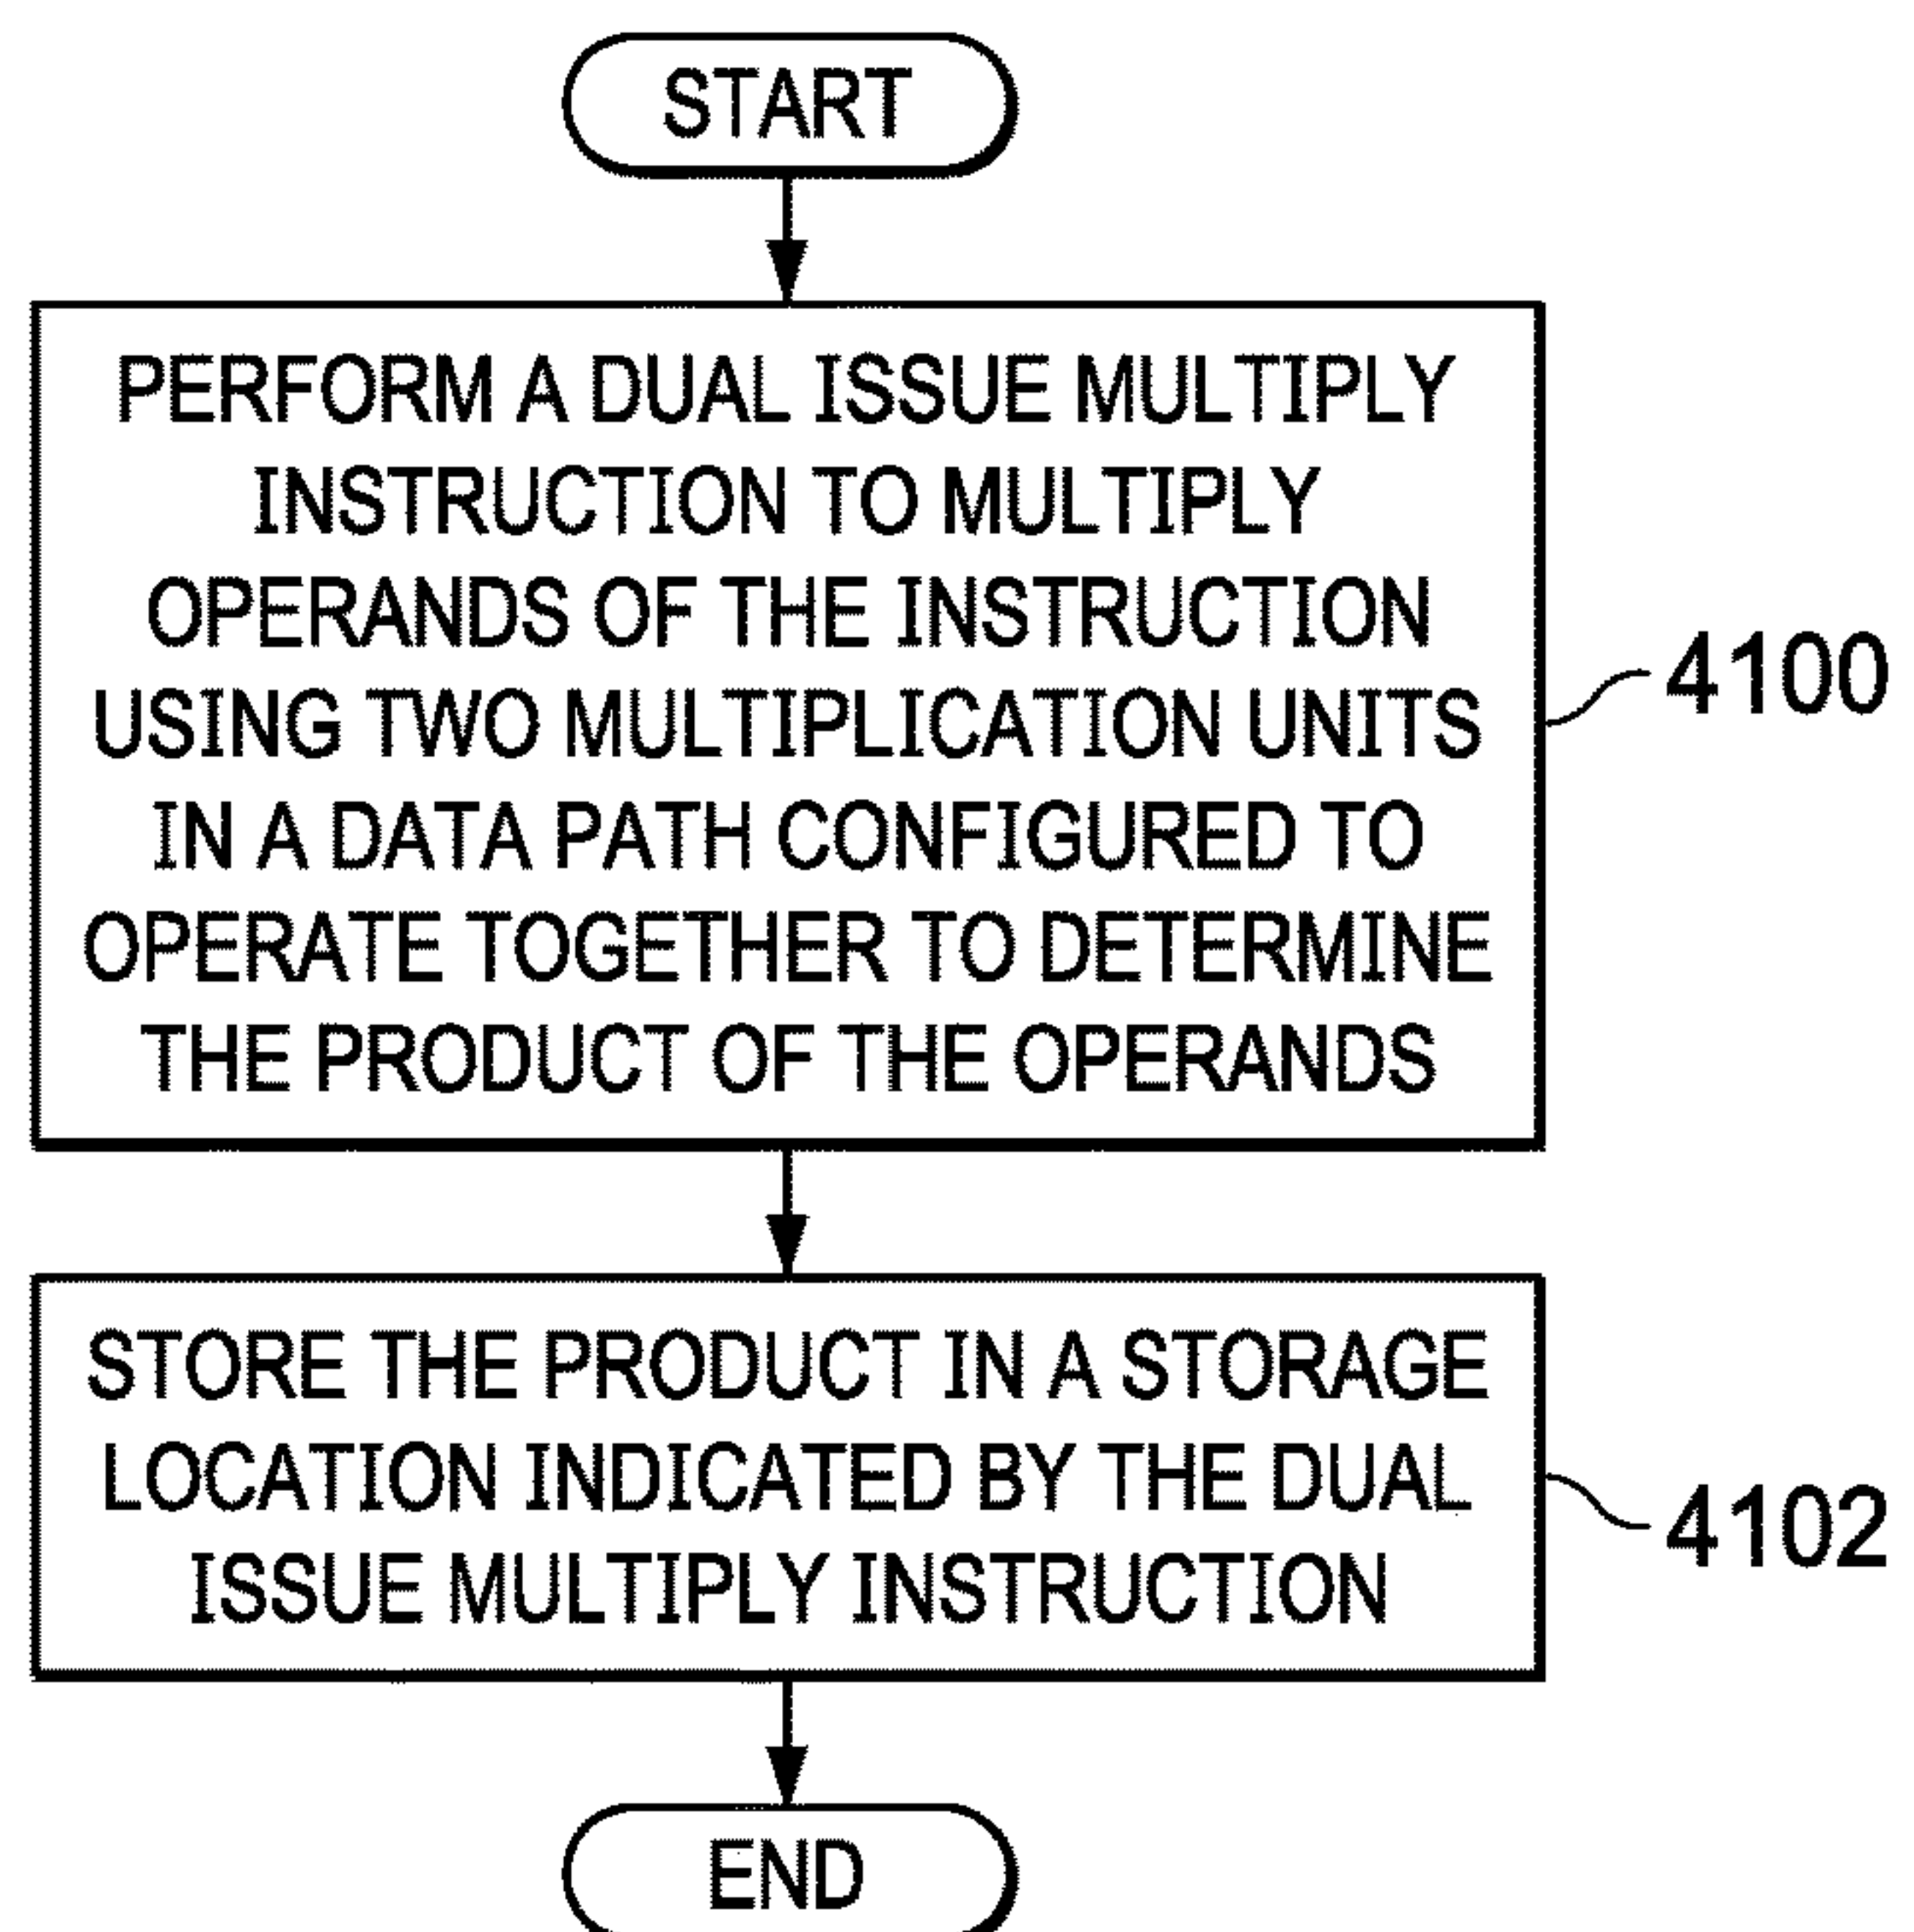 START
PERFORM A DUAL ISSUE MULTIPLY
INSTRUCTION TO MULTIPLY
OPERANDS OF THE INSTRUCTION
USING TWO MULTIPLICATION UNITS
IN A DATA PATH CONFIGURED TO
OPERATE TOGETHER TO DETERMINE
THE PRODUCT OF THE OPERANDS
4100
STORE THE PRODUCT IN A STORAGE
LOCATION INDICATED BY THE DUAL
ISSUE MULTIPLY INSTRUCTION
4102
END